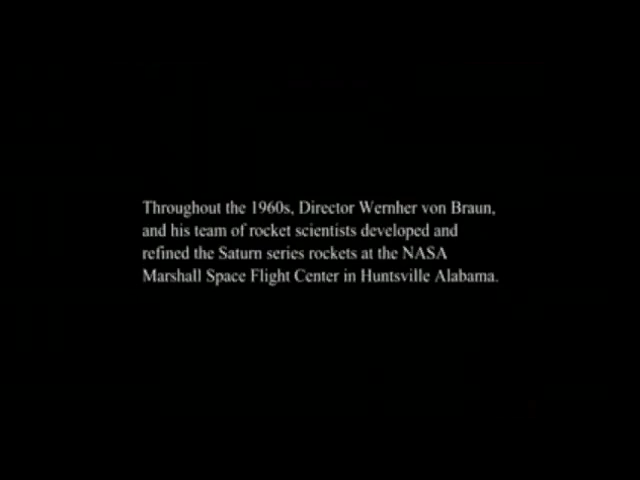 Throughout the 1960s, Director Wernher von Braun,
and his team of rocket scientists developed and
refined the Saturn series rockets at the NASA
Marshall Space Flight Center in Huntsville Alabama.